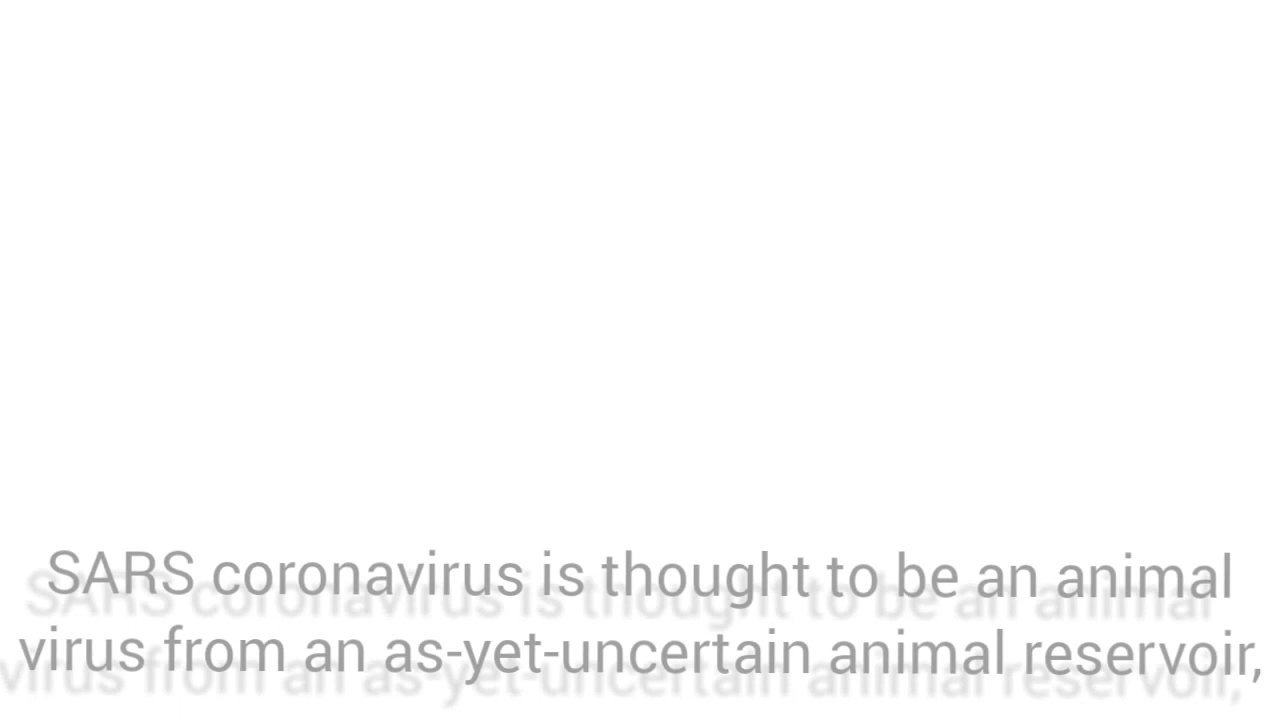 SARS coronavirus is thought to be an animal
virus from an as-yet-uncertain animal reservoir,